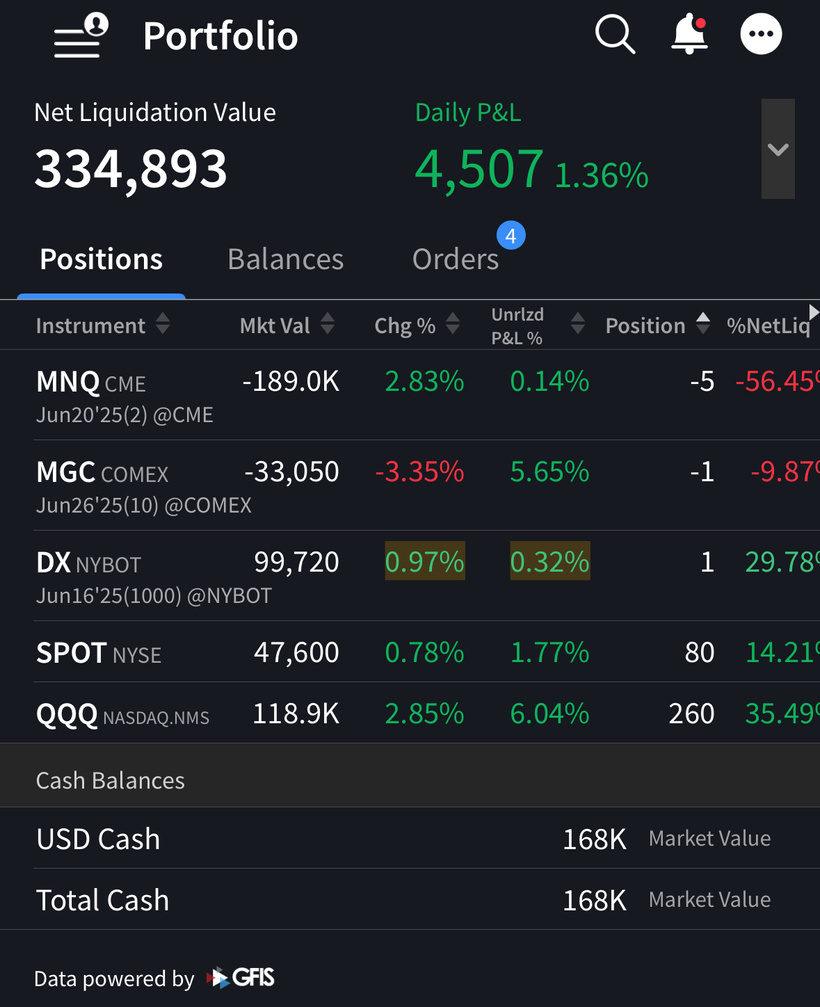 Portfolio
Net Liquidation Value Daily P&L
334,893 4,507 1.36%
Positions Balances Orders 4
Instrument Mkt Val Chg % Unrlzd P&L % Position %NetLiq
MNQ CME -189.0K 2.83% 0.14% -5 -56.45%
Jun20'25(2) @CME
MGC COMEX -33,050 -3.35% 5.65% -1 -9.87%
Jun26'25(10) @COMEX
DX NYBOT 99,720 0.97% 0.32% 1 29.78%
Jun16'25(1000) @NYBOT
SPOT NYSE 47,600 0.78% 1.77% 80 14.21%
QQQ NASDAQ.NMS 118.9K 2.85% 6.04% 260 35.49%
Cash Balances
USD Cash 168K Market Value
Total Cash 168K Market Value
Data powered by GFIS